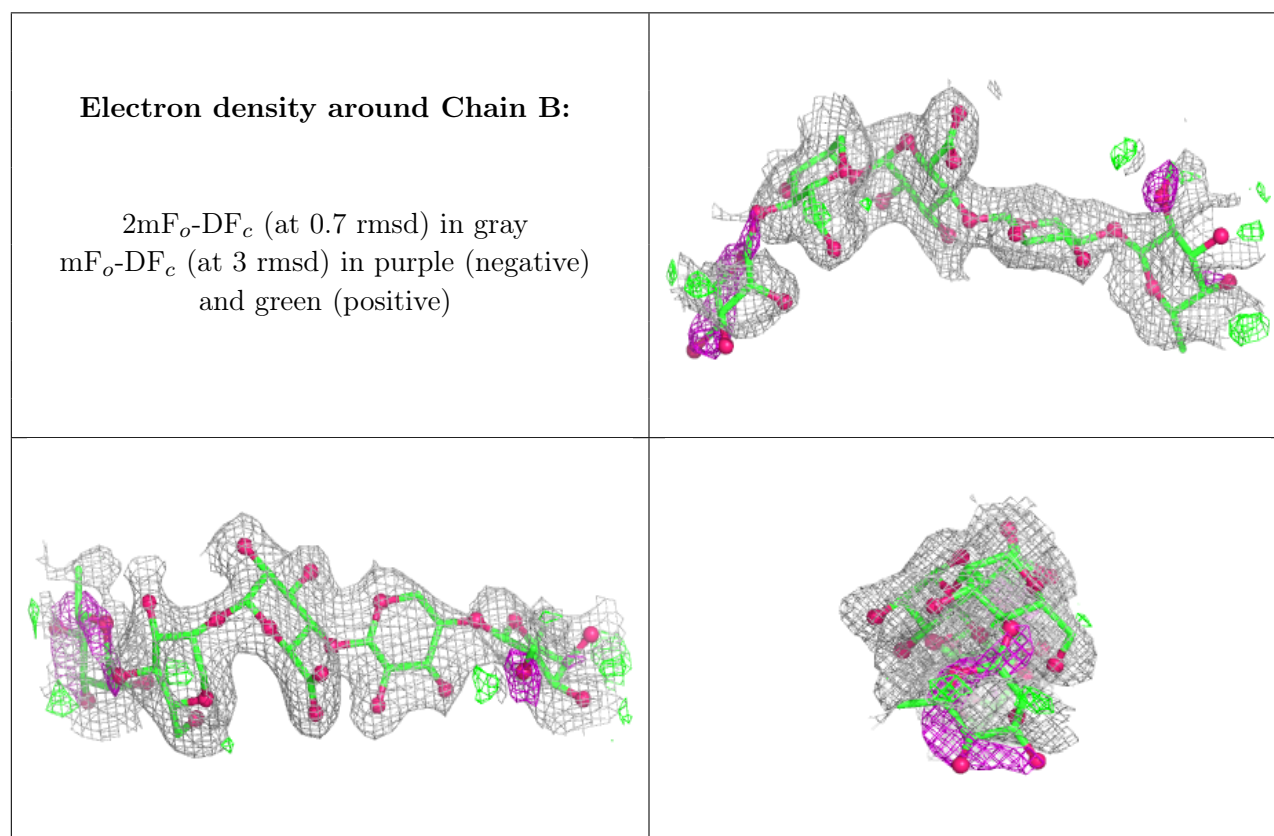 Electron density around Chain B:
2mFₒ-DF𝑐 (at 0.7 rmsd) in gray
mFₒ-DF𝑐 (at 3 rmsd) in purple (negative)
and green (positive)